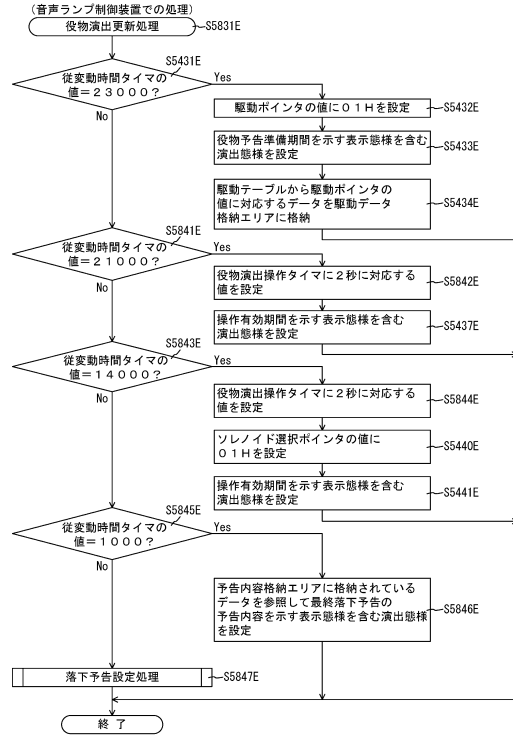 （音声ランプ制御装置での処理）
役物演出更新処理
S5831E
S5431E
従変動時間タイマの
値＝２３０００？
Yes
No
駆動ポインタの値に０１Hを設定
S5432E
役物予告準備期間を示す表示態様を含む
演出態様を設定
S5433E
駆動テーブルから駆動ポインタの
値に対応するデータを駆動データ
格納エリアに格納
S5434E
S5841E
従変動時間タイマの
値＝２１０００？
Yes
No
役物演出操作タイマに２秒に対応する
値を設定
S5842E
操作有効期間を示す表示態様を含む
演出態様を設定
S5437E
S5843E
従変動時間タイマの
値＝１４０００？
Yes
No
役物演出操作タイマに２秒に対応する
値を設定
S5844E
ソレノイド選択ポインタの値に
０１Hを設定
S5440E
操作有効期間を示す表示態様を含む
演出態様を設定
S5441E
S5845E
従変動時間タイマの
値＝１０００？
Yes
No
予告内容格納エリアに格納されている
データを参照して最終落下予告の
予告内容を示す表示態様を含む演出態様
を設定
S5846E
落下予告設定処理
S5847E
終 了